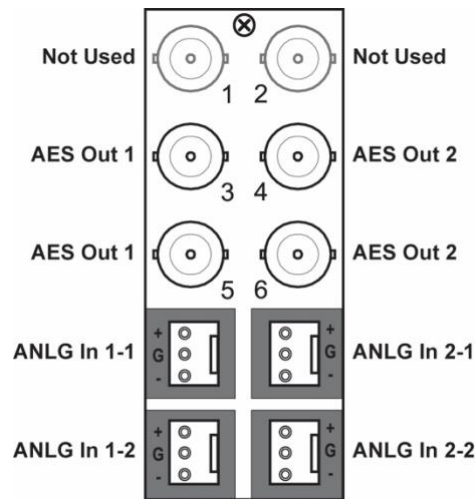 Not Used Not Used
1 2
AES Out 1 AES Out 2
3 4
AES Out 1 AES Out 2
5 6
+ +
ANLG In 1-1 G G ANLG In 2-1
- -
+ +
ANLG In 1-2 G G ANLG In 2-2
- -